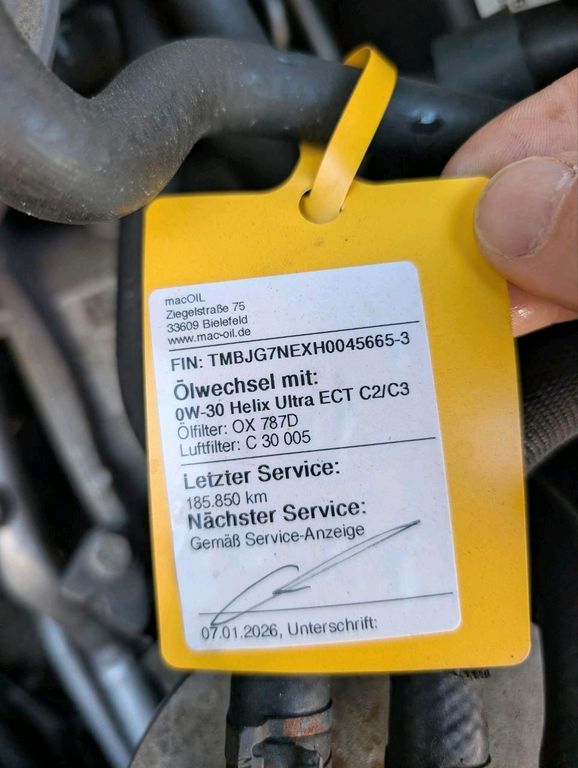 macOIL
Ziegelstraße 75
33609 Bielefeld
www.mac-oil.de
FIN: TMBJG7NEXH0045665-3
Ölwechsel mit:
0W-30 Helix Ultra ECT C2/C3
Ölfilter: OX 787D
Luftfilter: C 30 005
Letzter Service:
185.850 km
Nächster Service:
Gemäß Service-Anzeige
07.01.2026, Unterschrift: